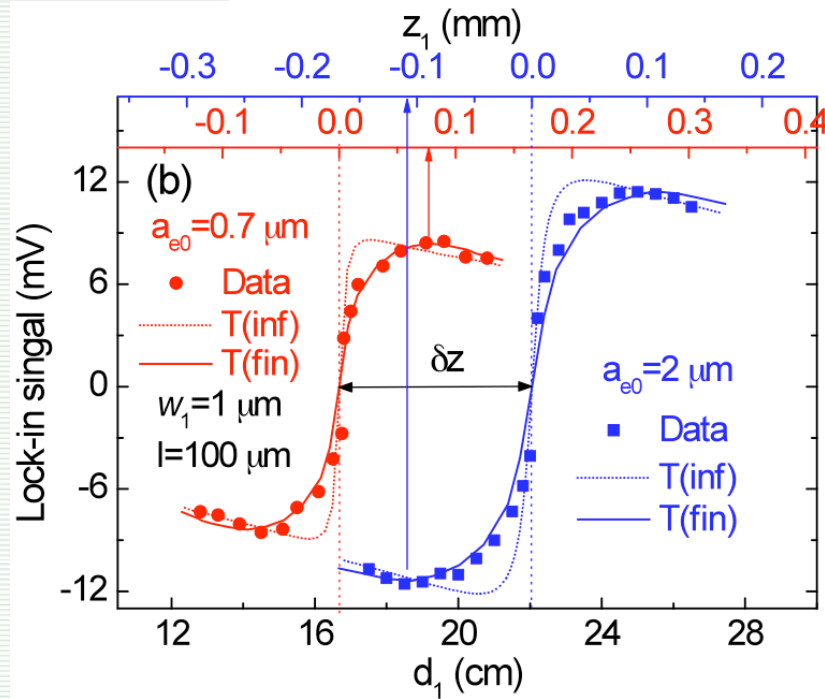 z₁ (mm)
-0.3 -0.2 -0.1 0.0 0.1 0.2
-0.1 0.0 0.1 0.2 0.3 0.4
(b)
a_e0=0.7 μm
Data
T(inf)
T(fin)
w₁=1 μm
l=100 μm
δz
a_e0=2 μm
Data
T(inf)
T(fin)
Lock-in singal (mV)
12
6
0
-6
-12
12 16 20 24 28
d₁ (cm)